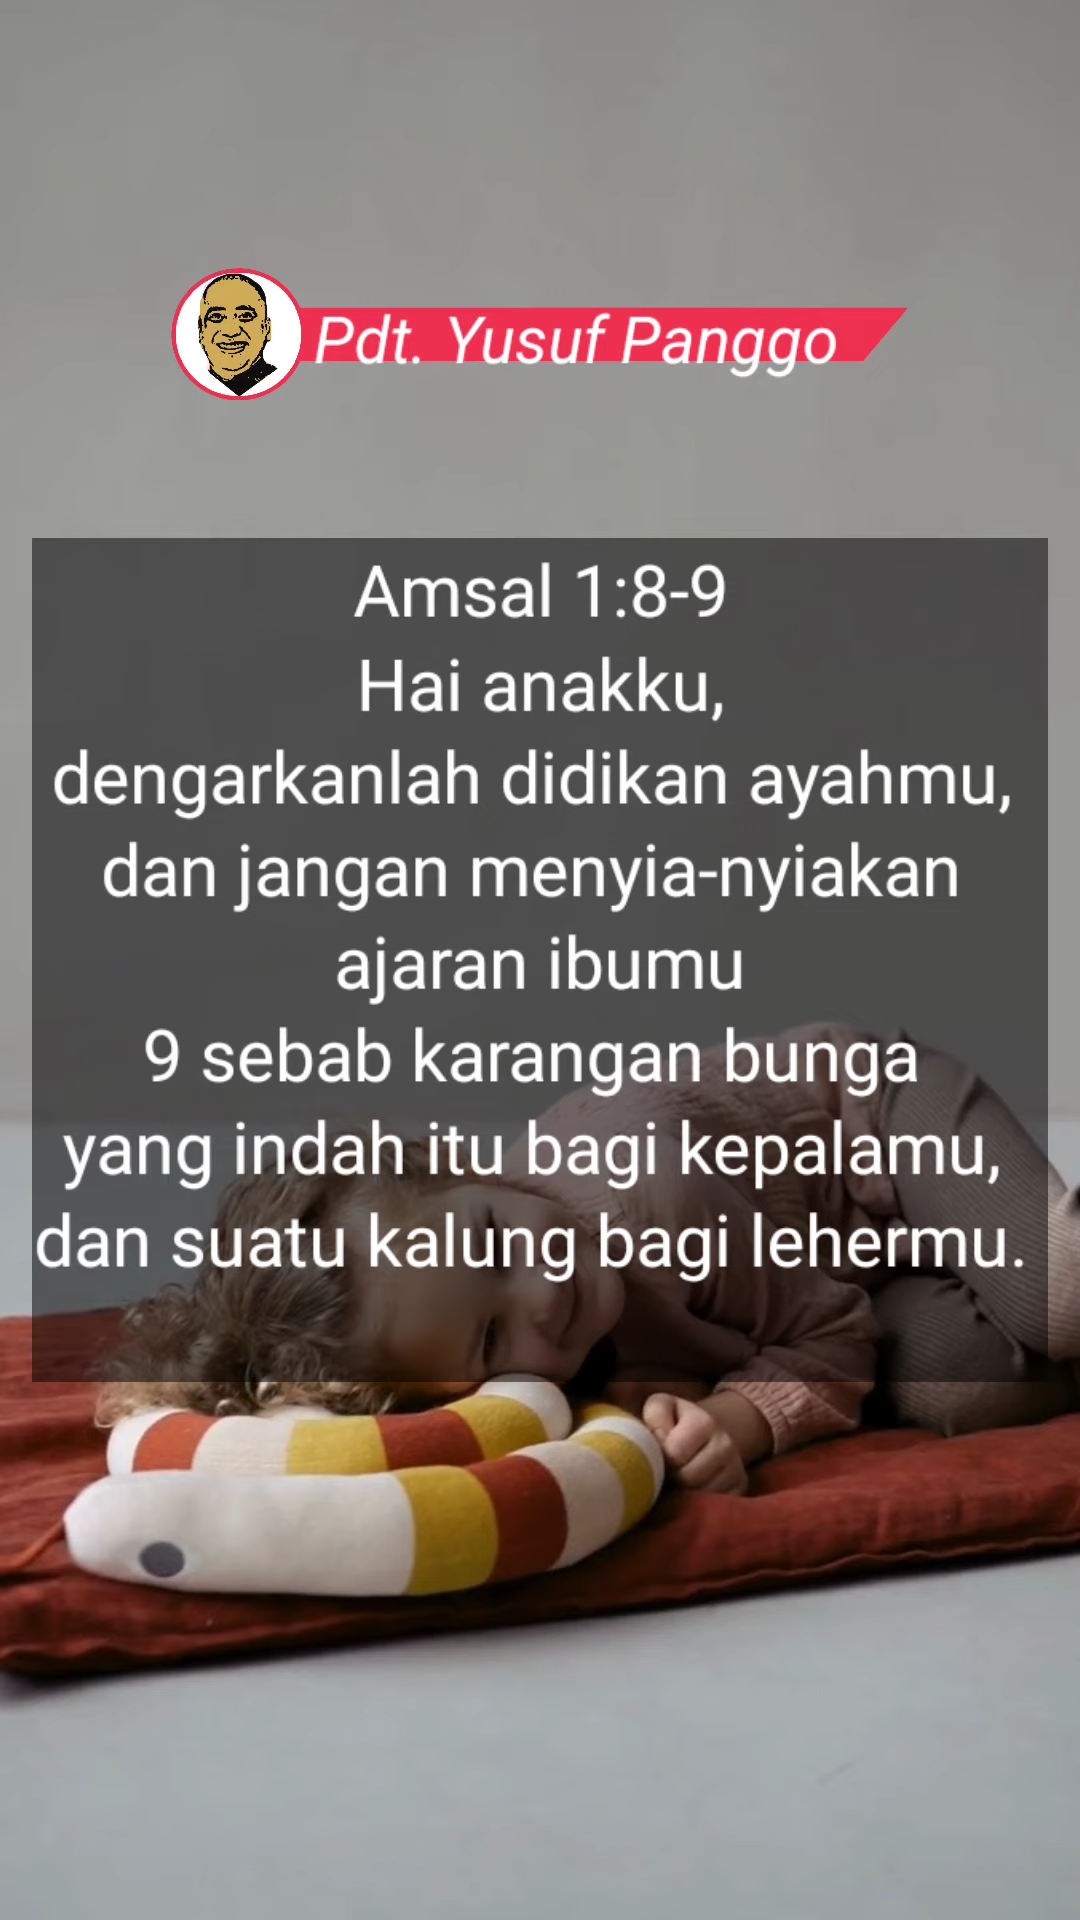 Pdt. Yusuf Panggo
Amsal 1:8-9
Hai anakku,
dengarkanlah didikan ayahmu,
dan jangan menyia-nyiakan
ajaran ibumu
9 sebab karangan bunga
yang indah itu bagi kepalamu,
dan suatu kalung bagi lehermu.